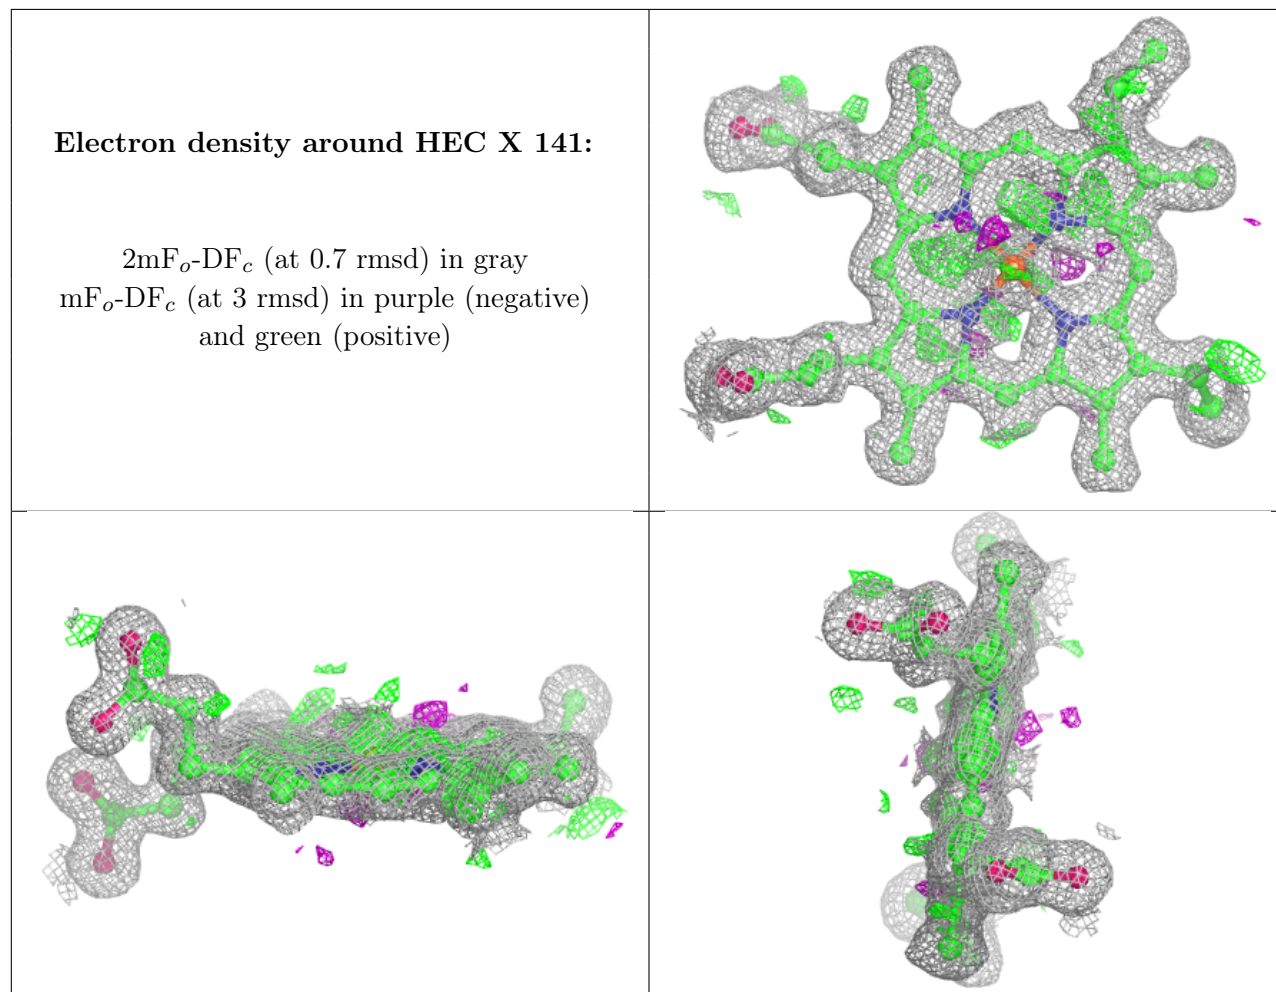 Electron density around HEC X 141:
2mFo-DFc (at 0.7 rmsd) in gray
mFo-DFc (at 3 rmsd) in purple (negative)
and green (positive)